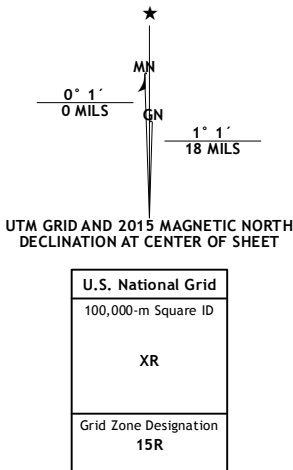 ★
MN
GN
0° 1´
0 MILS
1° 1´
18 MILS
UTM GRID AND 2015 MAGNETIC NORTH
DECLINATION AT CENTER OF SHEET
U.S. National Grid
100,000-m Square ID
XR
Grid Zone Designation
15R